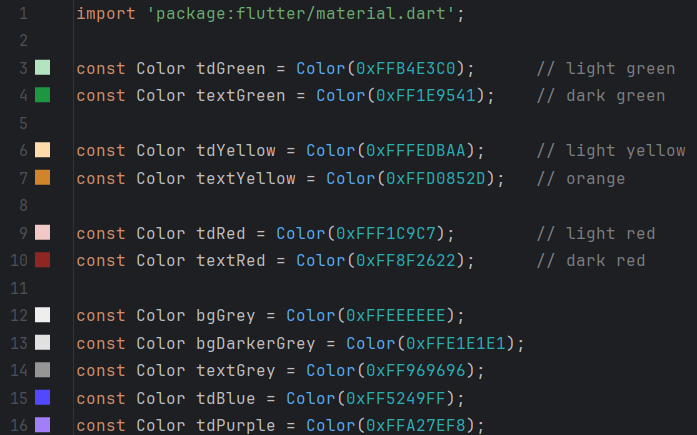 1 import 'package:flutter/material.dart';
2
3 const Color tdGreen = Color(0xFFB4E3C0); // light green
4 const Color textGreen = Color(0xFF1E9541); // dark green
5
6 const Color tdYellow = Color(0xFFFEDBAA); // light yellow
7 const Color textYellow = Color(0xFFD0852D); // orange
8
9 const Color tdRed = Color(0xFFF1C9C7); // light red
10 const Color textRed = Color(0xFF8F2622); // dark red
11
12 const Color bgGrey = Color(0xFFEEEEEE);
13 const Color bgDarkerGrey = Color(0xFFE1E1E1);
14 const Color textGrey = Color(0xFF969696);
15 const Color tdBlue = Color(0xFF5249FF);
16 const Color tdPurple = Color(0xFFA27EF8);